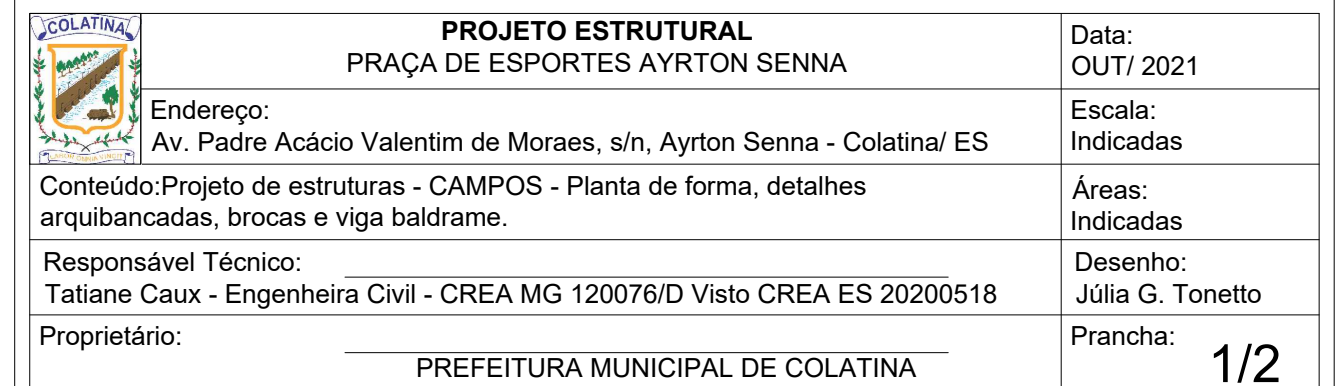 COLATINA
PROJETO ESTRUTURAL
PRAÇA DE ESPORTES AYRTON SENNA
Data:
OUT/ 2021
Endereço:
Av. Padre Acácio Valentim de Moraes, s/n, Ayrton Senna - Colatina/ ES
Escala:
Indicadas
Conteúdo:Projeto de estruturas - CAMPOS - Planta de forma, detalhes
arquibancadas, brocas e viga baldrame.
Áreas:
Indicadas
Responsável Técnico:
Tatiane Caux - Engenheira Civil - CREA MG 120076/D Visto CREA ES 20200518
Desenho:
Júlia G. Tonetto
Proprietário:
PREFEITURA MUNICIPAL DE COLATINA
Prancha:
1/2